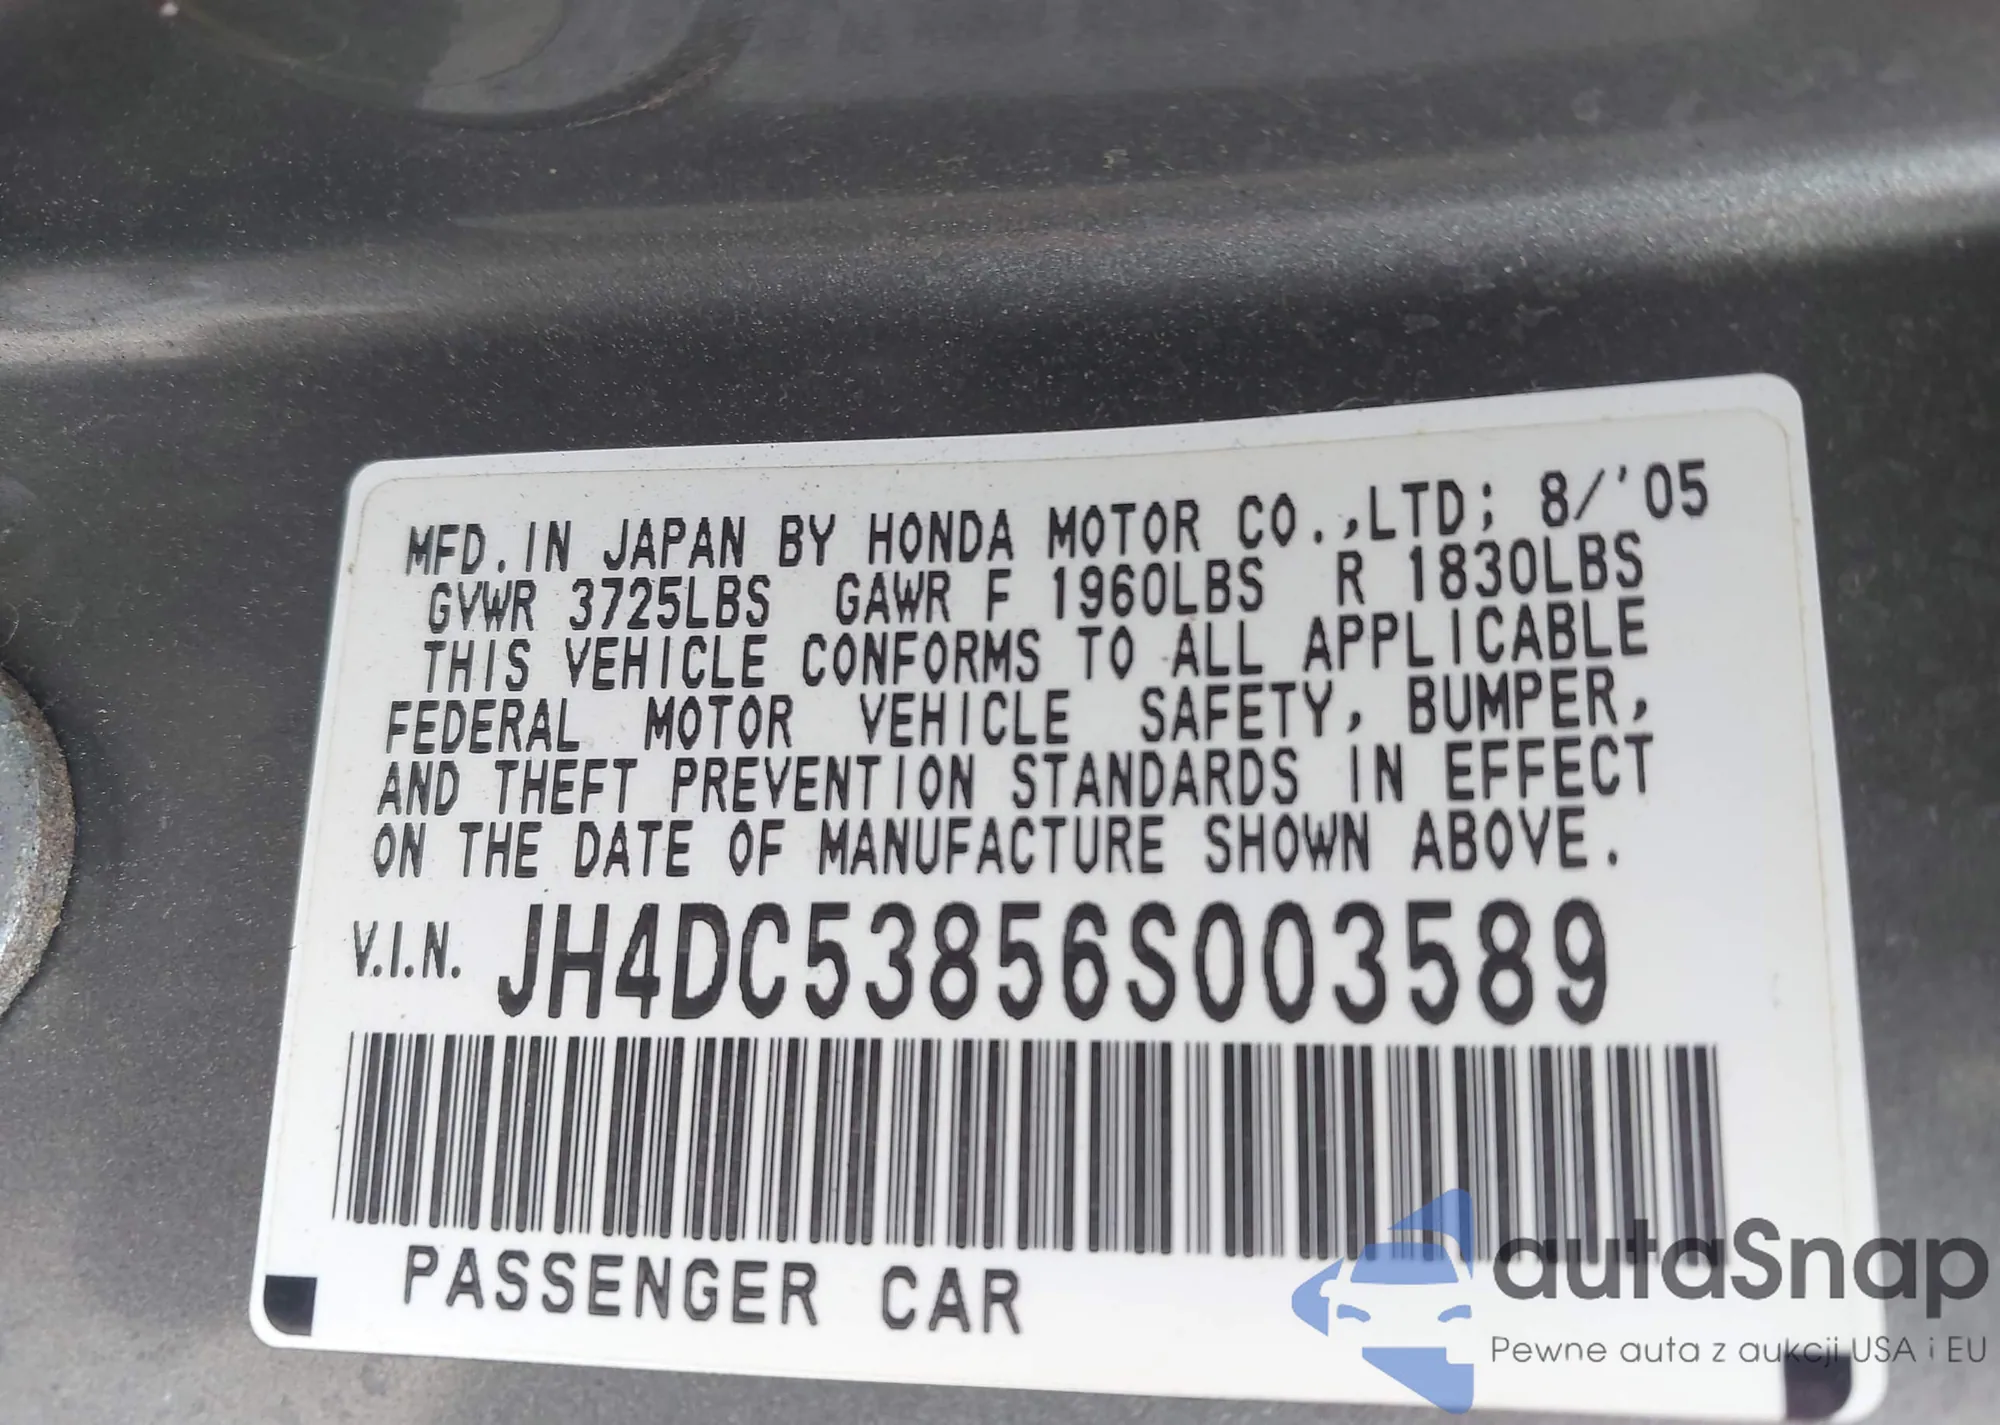 MFD. IN JAPAN BY HONDA MOTOR CO.,LTD; 8/'05
GVWR 3725LBS GAWR F 1960LBS R 1830LBS
THIS VEHICLE CONFORMS TO ALL APPLICABLE
FEDERAL MOTOR VEHICLE SAFETY, BUMPER,
AND THEFT PREVENTION STANDARDS IN EFFECT
ON THE DATE OF MANUFACTURE SHOWN ABOVE.
V.I.N. JH4DC53856S003589
PASSENGER CAR
autaSnap
Pewne auta z aukcji USA i EU